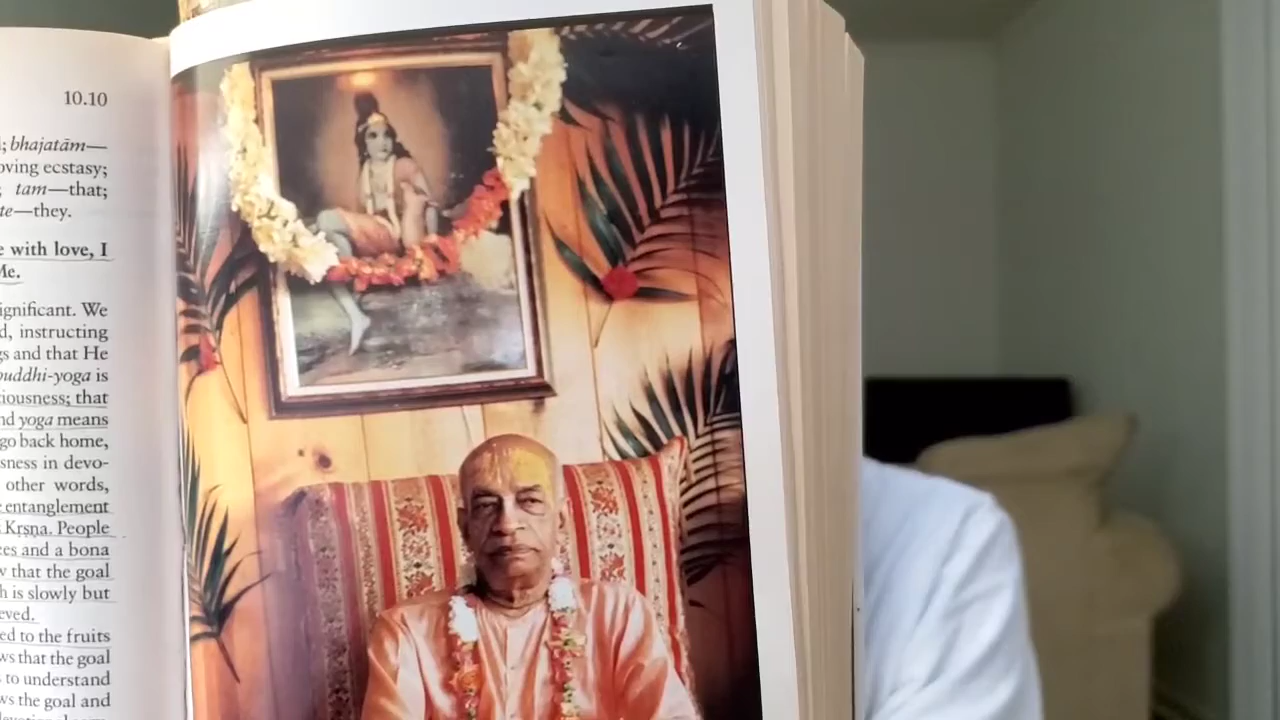 10.10
bhajatām—
oving ecstasy;
tam—that;
te—they.
e with love, I
Me.
ignificant. We
d, instructing
gs and that He
buddhi-yoga is
iousness; that
nd yoga means
go back home,
sness in devo-
other words,
entanglement
Kṛṣṇa. People
es and a bona
w that the goal
h is slowly but
eved.
ed to the fruits
ws that the goal
to understand
ws the goal and